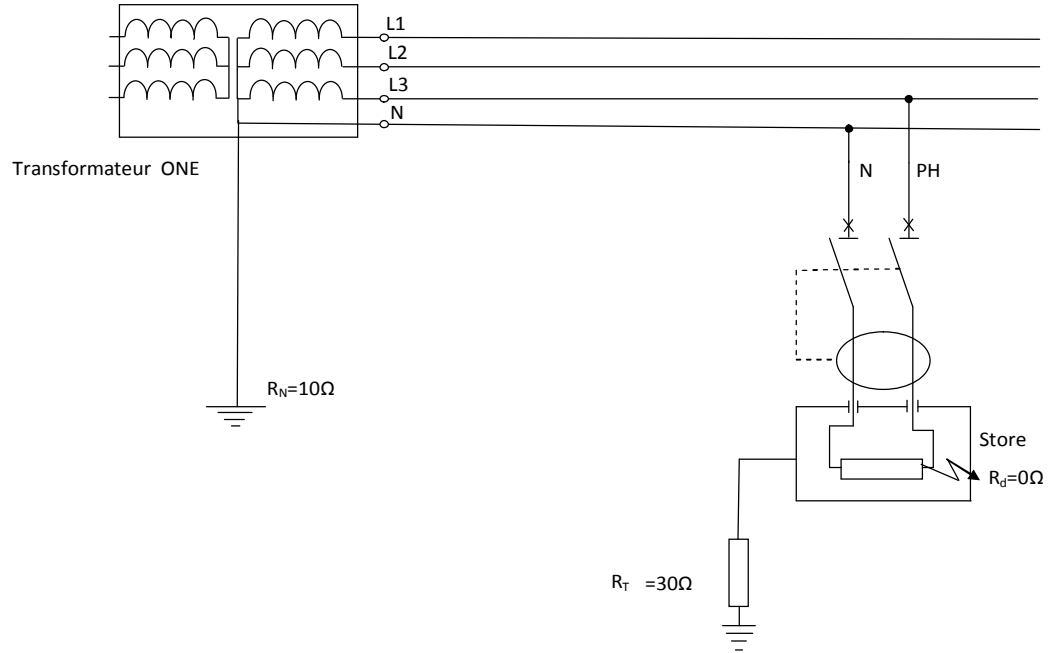 L1
L2
L3
N
Transformateur ONE
N
PH
R_N=10Ω
Store
R_d=0Ω
R_T =30Ω